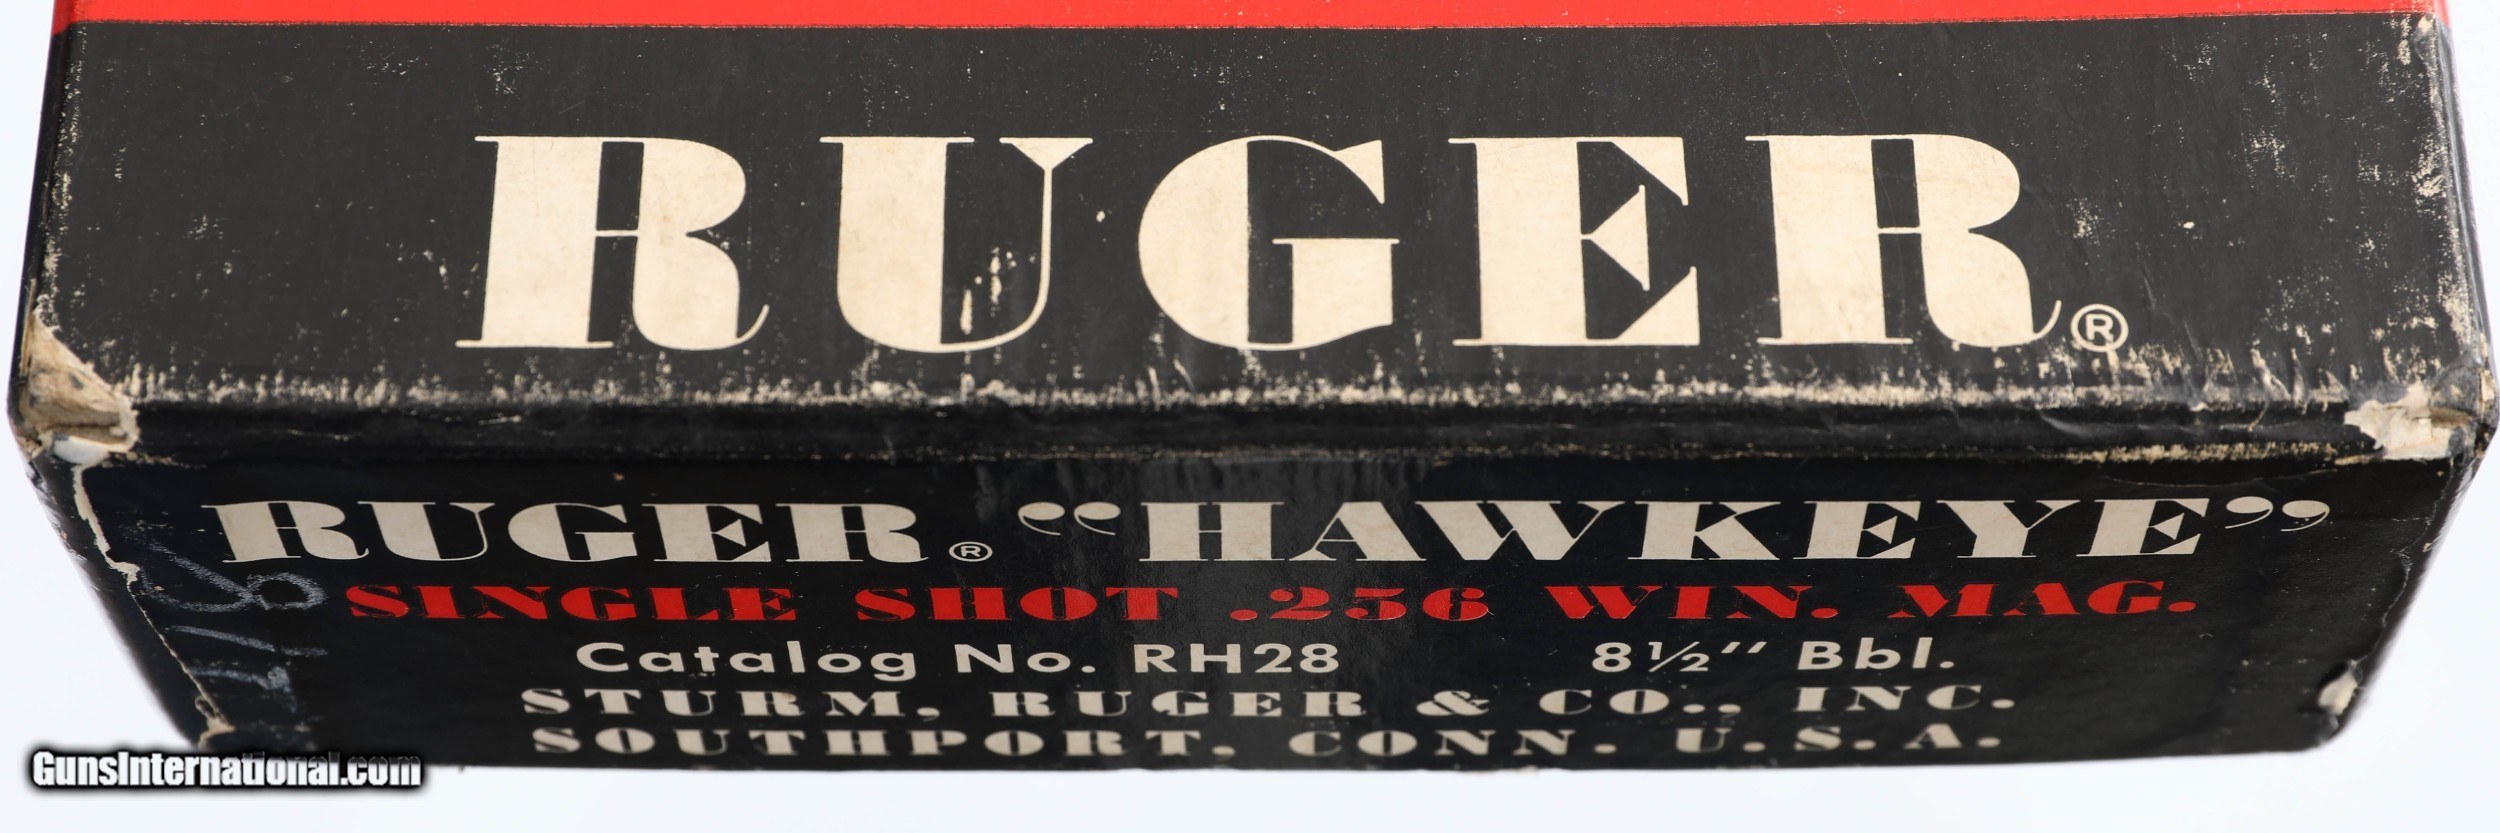 RUGER®
RUGER® “HAWKEYE”
SINGLE SHOT .256 WIN. MAG.
Catalog No. RH28 8½” Bbl.
STURM, RUGER & CO., INC.
SOUTHPORT, CONN. U.S.A.
GunsInternational.com